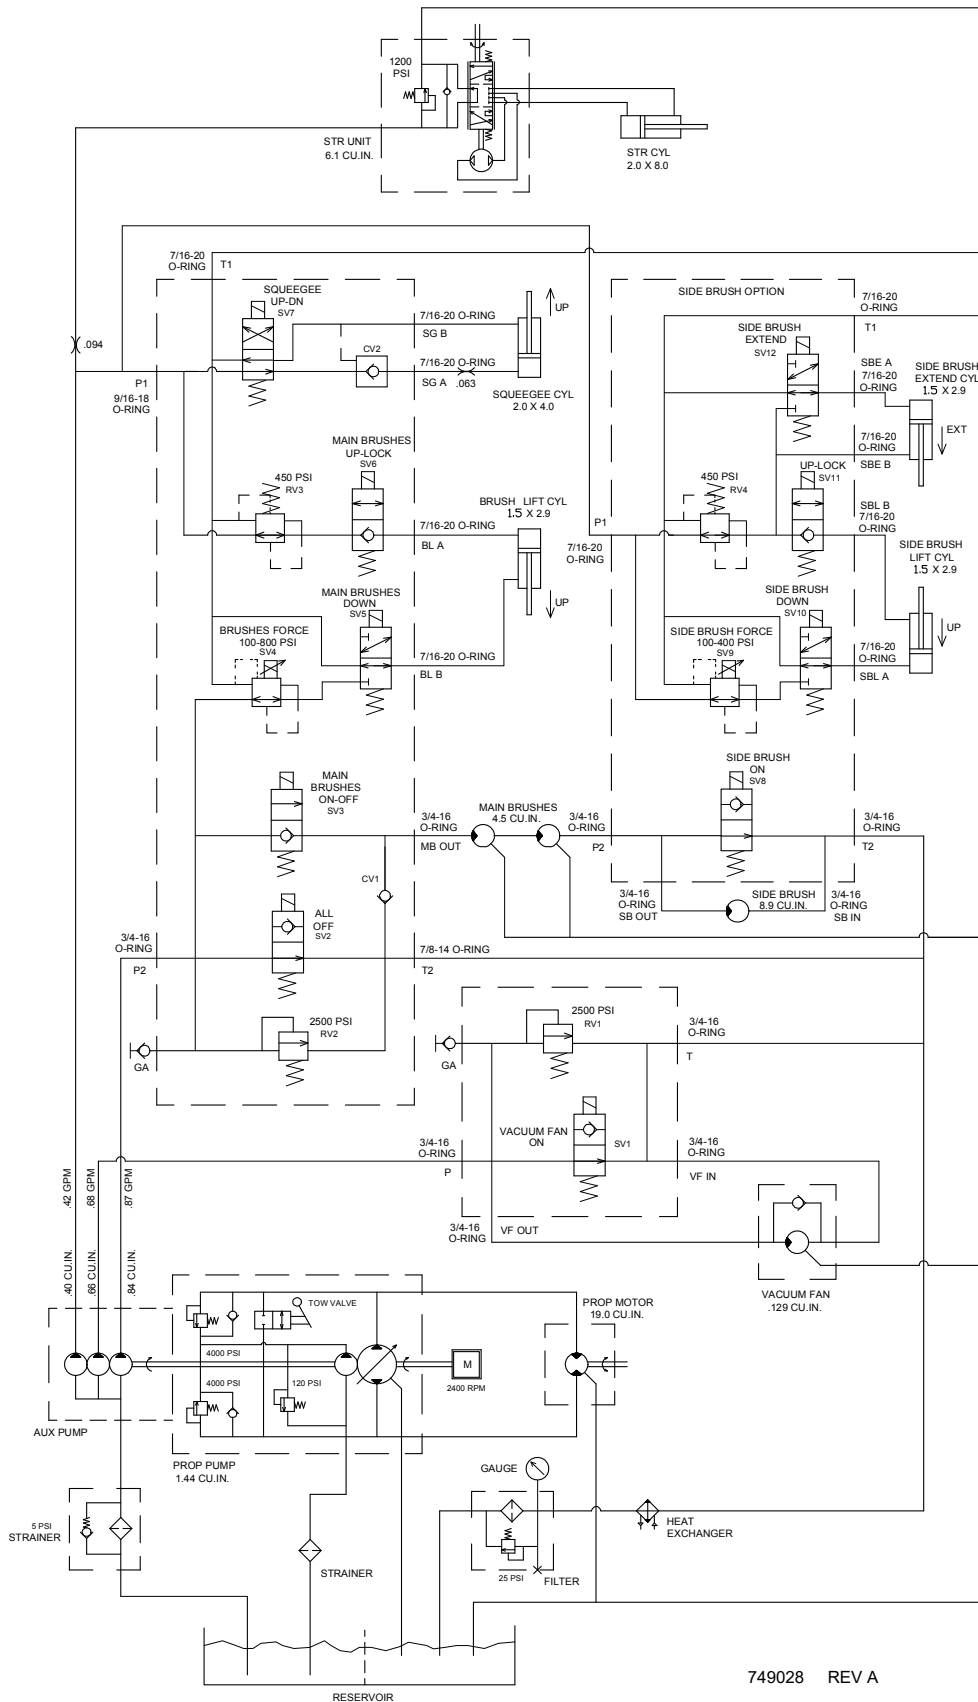 1200
PSI
STR UNIT
6.1 CU.IN.
STR CYL
2.0 X 8.0
7/16-20
O-RING
T1
SQUEEGEE
UP-DN
SV7
7/16-20 O-RING
SG B
CV2
7/16-20 O-RING
SG A
.063
UP
SQUEEGEE CYL
2.0 X 4.0
.094
P1
9/16-18
O-RING
MAIN BRUSHES
UP-LOCK
SV6
450 PSI
RV3
7/16-20 O-RING
BL A
BRUSH LIFT CYL
1.5 X 2.9
UP
MAIN BRUSHES
DOWN
SV5
BRUSHES FORCE
100-800 PSI
SV4
7/16-20 O-RING
BL B
SIDE BRUSH OPTION
7/16-20
O-RING
T1
SIDE BRUSH
EXTEND
SV12
SBE A
7/16-20
O-RING
SIDE BRUSH
EXTEND CYL
1.5 X 2.9
EXT
7/16-20
O-RING
SBE B
UP-LOCK
SV11
450 PSI
RV4
SBL B
7/16-20
O-RING
P1
7/16-20
O-RING
SIDE BRUSH
LIFT CYL
1.5 X 2.9
UP
SIDE BRUSH
DOWN
SV10
SIDE BRUSH FORCE
100-400 PSI
SV9
7/16-20
O-RING
SBL A
MAIN
BRUSHES
ON-OFF
SV3
3/4-16
O-RING
MB OUT
MAIN BRUSHES
4.5 CU.IN.
3/4-16
O-RING
P2
SIDE BRUSH
ON
SV8
3/4-16
O-RING
T2
CV1
3/4-16
O-RING
SB OUT
SIDE BRUSH
8.9 CU.IN.
3/4-16
O-RING
SB IN
ALL
OFF
SV2
3/4-16
O-RING
P2
7/8-14 O-RING
T2
2500 PSI
RV2
GA
2500 PSI
RV1
GA
3/4-16
O-RING
T
VACUUM FAN
ON
SV1
3/4-16
O-RING
P
3/4-16
O-RING
VF IN
3/4-16
O-RING
VF OUT
.42 GPM
.68 GPM
.87 GPM
.40 CU.IN.
.66 CU.IN.
.84 CU.IN.
VACUUM FAN
.129 CU.IN.
TOW VALVE
4000 PSI
4000 PSI
120 PSI
M
2400 RPM
PROP MOTOR
19.0 CU.IN.
AUX PUMP
PROP PUMP
1.44 CU.IN.
GAUGE
5 PSI
STRAINER
STRAINER
25 PSI
FILTER
HEAT
EXCHANGER
RESERVOIR
749028 REV A